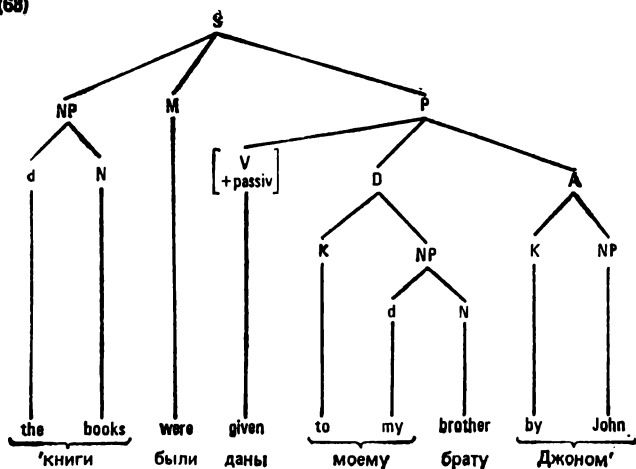 (68)
S
NP M P
d N V D A
[+passiv]
K NP K NP
d N
the books were given to my brother by John
'книги были даны моему брату Джоном'